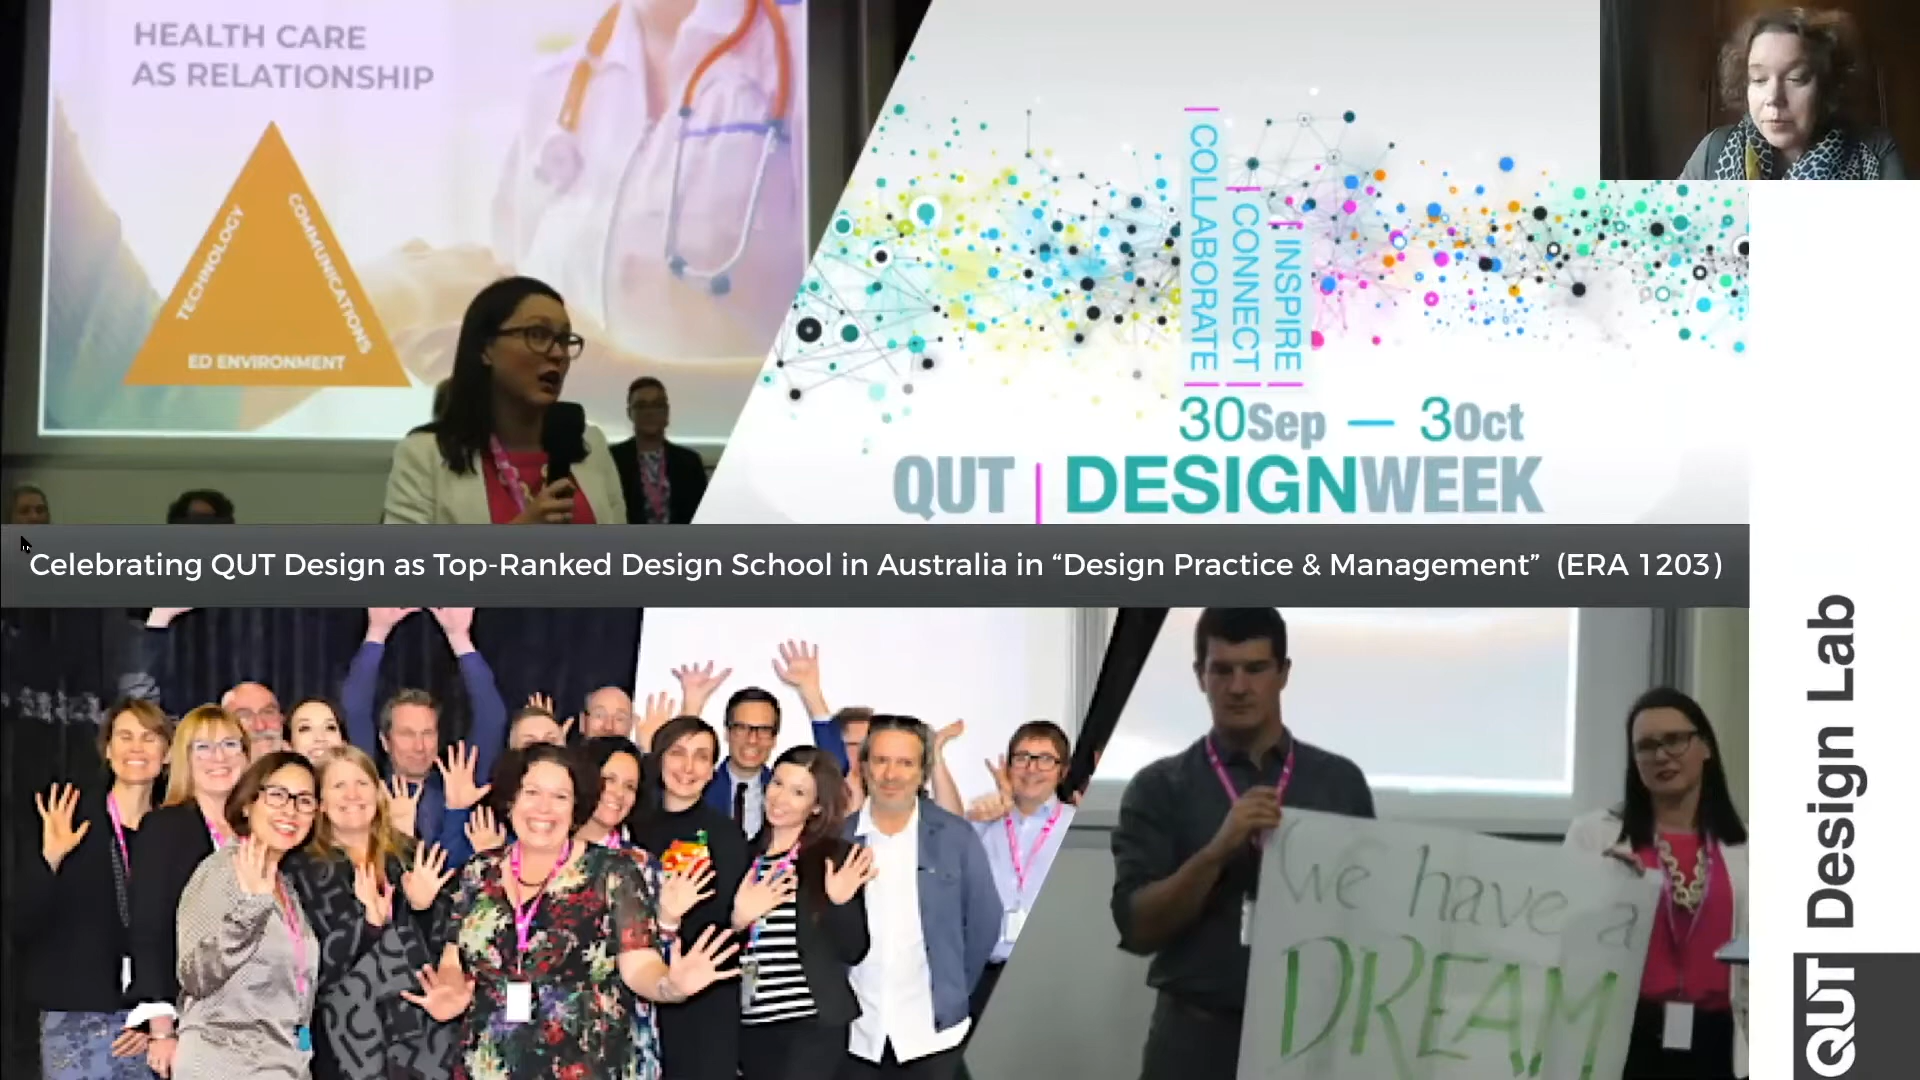 HEALTH CARE
AS RELATIONSHIP
TECHNOLOGY
COMMUNICATIONS
ED ENVIRONMENT
| COLLABORATE |
| CONNECT |
| INSPIRE |
30Sep — 3Oct
QUT | DESIGNWEEK
Celebrating QUT Design as Top-Ranked Design School in Australia in “Design Practice & Management” (ERA 1203)
We have a
DREAM
QUT Design Lab